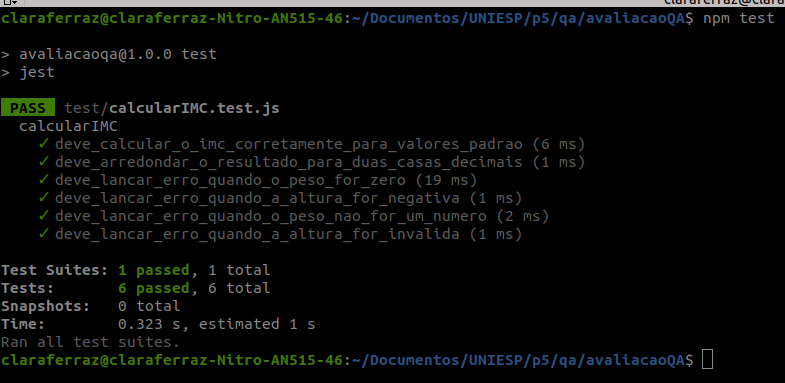 claraferraz@claraferraz-Nitro-AN515-46:~/Documentos/UNIESP/p5/qa/avaliacaoQA$ npm test
> avaliacaoqa@1.0.0 test
> jest
PASS test/calcularIMC.test.js
calcularIMC
✓ deve_calcular_o_imc_corretamente_para_valores_padrao (6 ms)
✓ deve_arredondar_o_resultado_para_duas_casas_decimais (1 ms)
✓ deve_lancar_erro_quando_o_peso_for_zero (19 ms)
✓ deve_lancar_erro_quando_a_altura_for_negativa (1 ms)
✓ deve_lancar_erro_quando_o_peso_nao_for_um_numero (2 ms)
✓ deve_lancar_erro_quando_a_altura_for_invalida (1 ms)
Test Suites: 1 passed, 1 total
Tests: 6 passed, 6 total
Snapshots: 0 total
Time: 0.323 s, estimated 1 s
Ran all test suites.
claraferraz@claraferraz-Nitro-AN515-46:~/Documentos/UNIESP/p5/qa/avaliacaoQA$